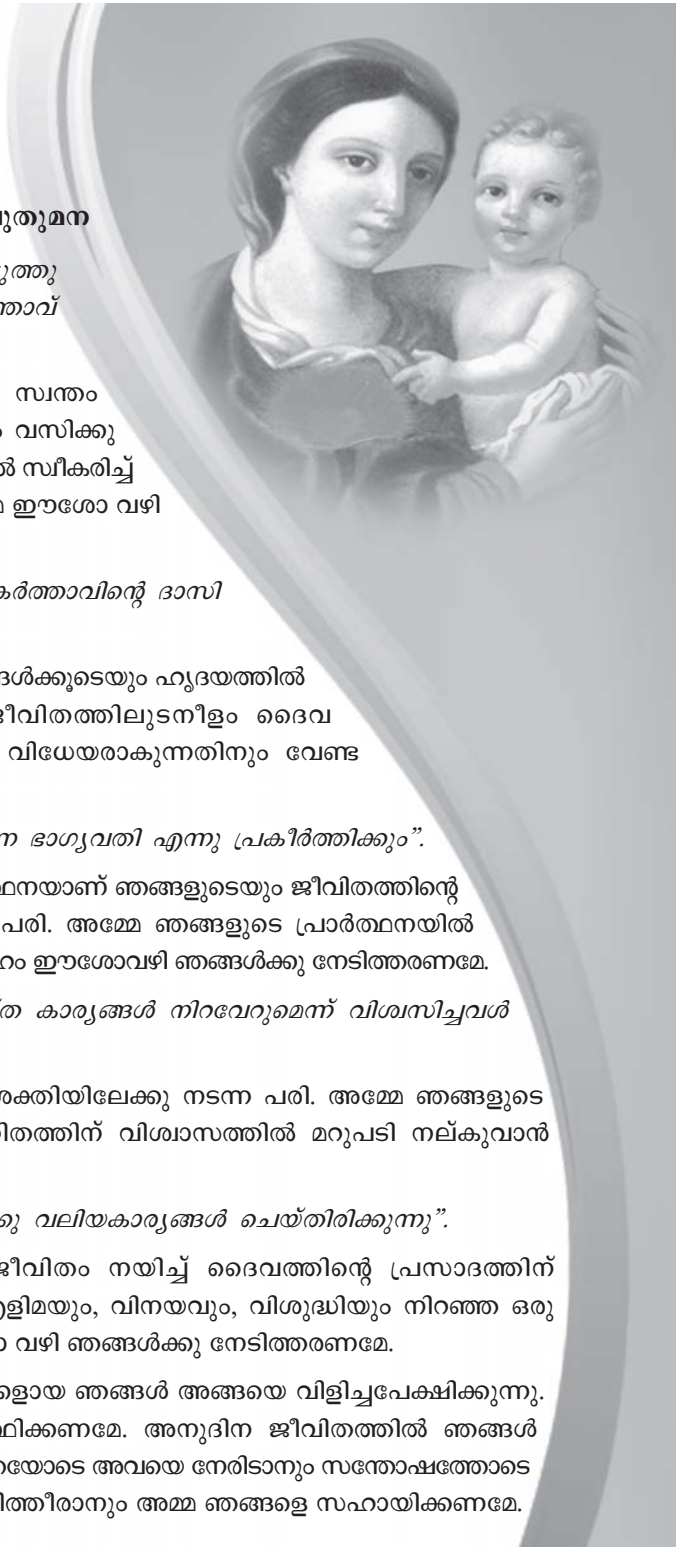 പുതുമന
ത്തു
ന്താവ്
സ്വന്തം
വസിക്കു
ൽ സ്വീകരിച്ച്
ഈശോ വഴി
കർത്താവിന്റെ ദാസി
ങൾക്കൂടെയും ഹൃദയത്തിൽ
ജീവിതത്തിലുടനീളം ദൈവ
വിധേയരാകുന്നതിനും വേണ്ട
ന ഭാഗ്യവതി എന്നു പ്രകീർത്തിക്കും”.
ഥനയാണ് ഞങ്ങളുടെയും ജീവിതത്തിന്റെ
പരി. അമ്മേ ഞങ്ങളുടെ പ്രാർത്ഥനയിൽ
ഹം ഈശോവഴി ഞങ്ങൾക്കു നേടിത്തരണമേ.
ത കാര്യങ്ങൾ നിറവേറുമെന്ന് വിശ്വസിച്ചവൾ
ശക്തിയിലേക്കു നടന്ന പരി. അമ്മേ ഞങ്ങളുടെ
ിതത്തിന് വിശ്വാസത്തിൽ മറുപടി നല്കുവാൻ
ു വലിയകാര്യങ്ങൾ ചെയ്തിരിക്കുന്നു”.
ജീവിതം നയിച്ച് ദൈവത്തിന്റെ പ്രസാദത്തിന്
എളിമയും, വിനയവും, വിശുദ്ധിയും നിറഞ്ഞ ഒരു
ാ വഴി ഞങ്ങൾക്കു നേടിത്തരണമേ.
ളൊയ ഞങ്ങൾ അങ്ങയെ വിളിച്ചപേക്ഷിക്കുന്നു.
ഥിക്കണമേ. അനുദിന ജീവിതത്തിൽ ഞങ്ങൾ
തയോടെ അവയെ നേരിടാനും സന്തോഷത്തോടെ
ിത്തീരാനും അമ്മ ഞങ്ങളെ സഹായിക്കണമേ.